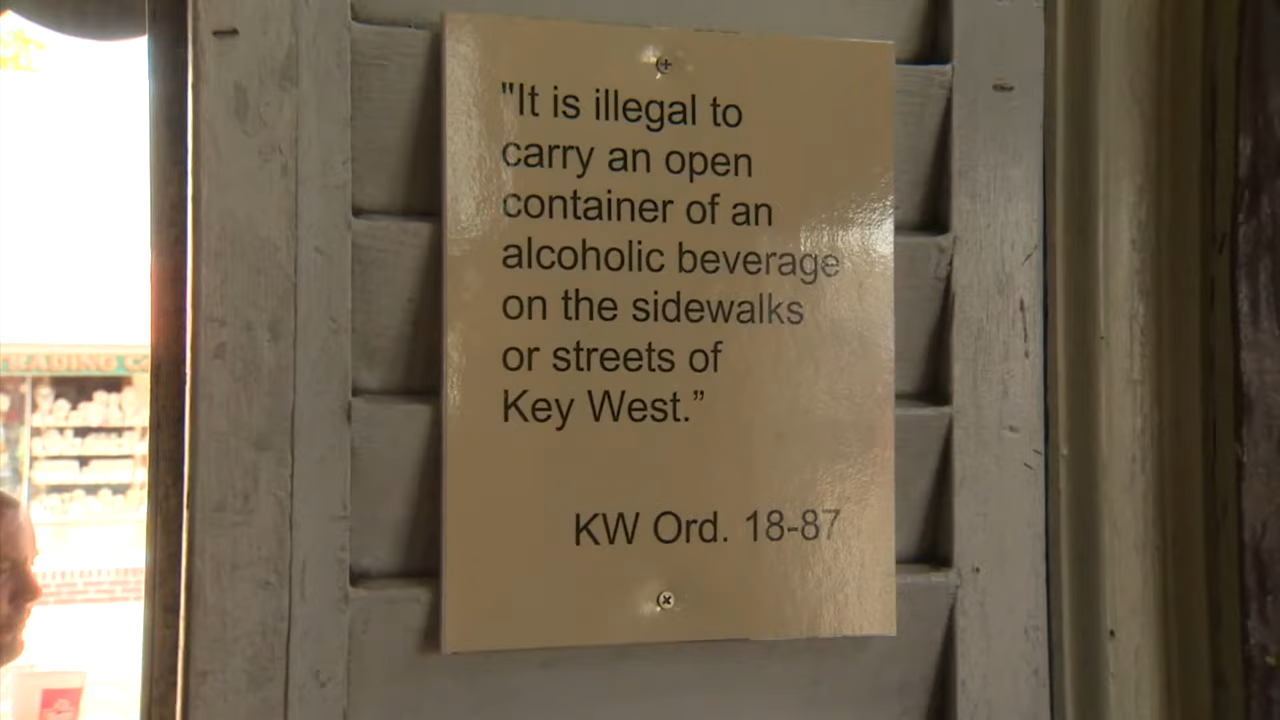 TRADING
"It is illegal to
carry an open
container of an
alcoholic beverage
on the sidewalks
or streets of
Key West.”
KW Ord. 18-87